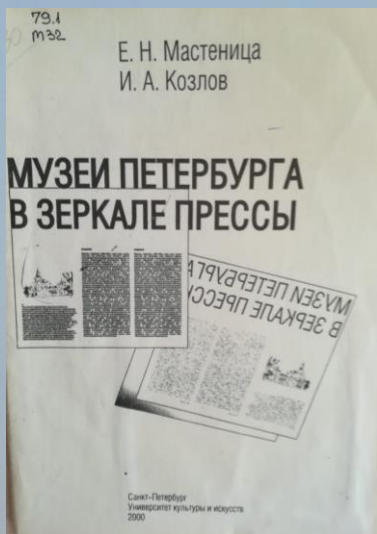 79.1
М32
Е. Н. Мастеница
И. А. Козлов
МУЗЕИ ПЕТЕРБУРГА
В ЗЕРКАЛЕ ПРЕССЫ
МУЗЕИ ПЕТЕРБУРГА
В ЗЕРКАЛЕ ПРЕССЫ
Санкт-Петербург
Университет культуры и искусств
2000